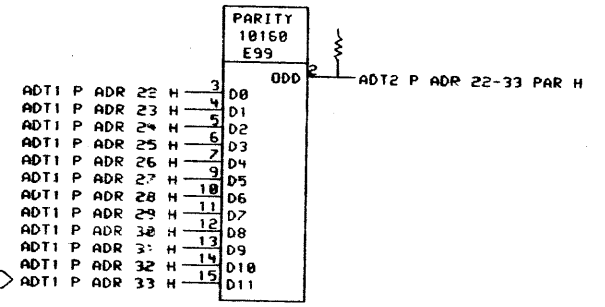 PARITY
10160
E99
ODD 2 ADT2 P ADR 22-33 PAR H
ADT1 P ADR 22 H 3 D0
ADT1 P ADR 23 H 4 D1
ADT1 P ADR 24 H 5 D2
ADT1 P ADR 25 H 6 D3
ADT1 P ADR 26 H 7 D4
ADT1 P ADR 27 H 9 D5
ADT1 P ADR 28 H 10 D6
ADT1 P ADR 29 H 11 D7
ADT1 P ADR 30 H 12 D8
ADT1 P ADR 31 H 13 D9
ADT1 P ADR 32 H 14 D10
ADT1 P ADR 33 H 15 D11